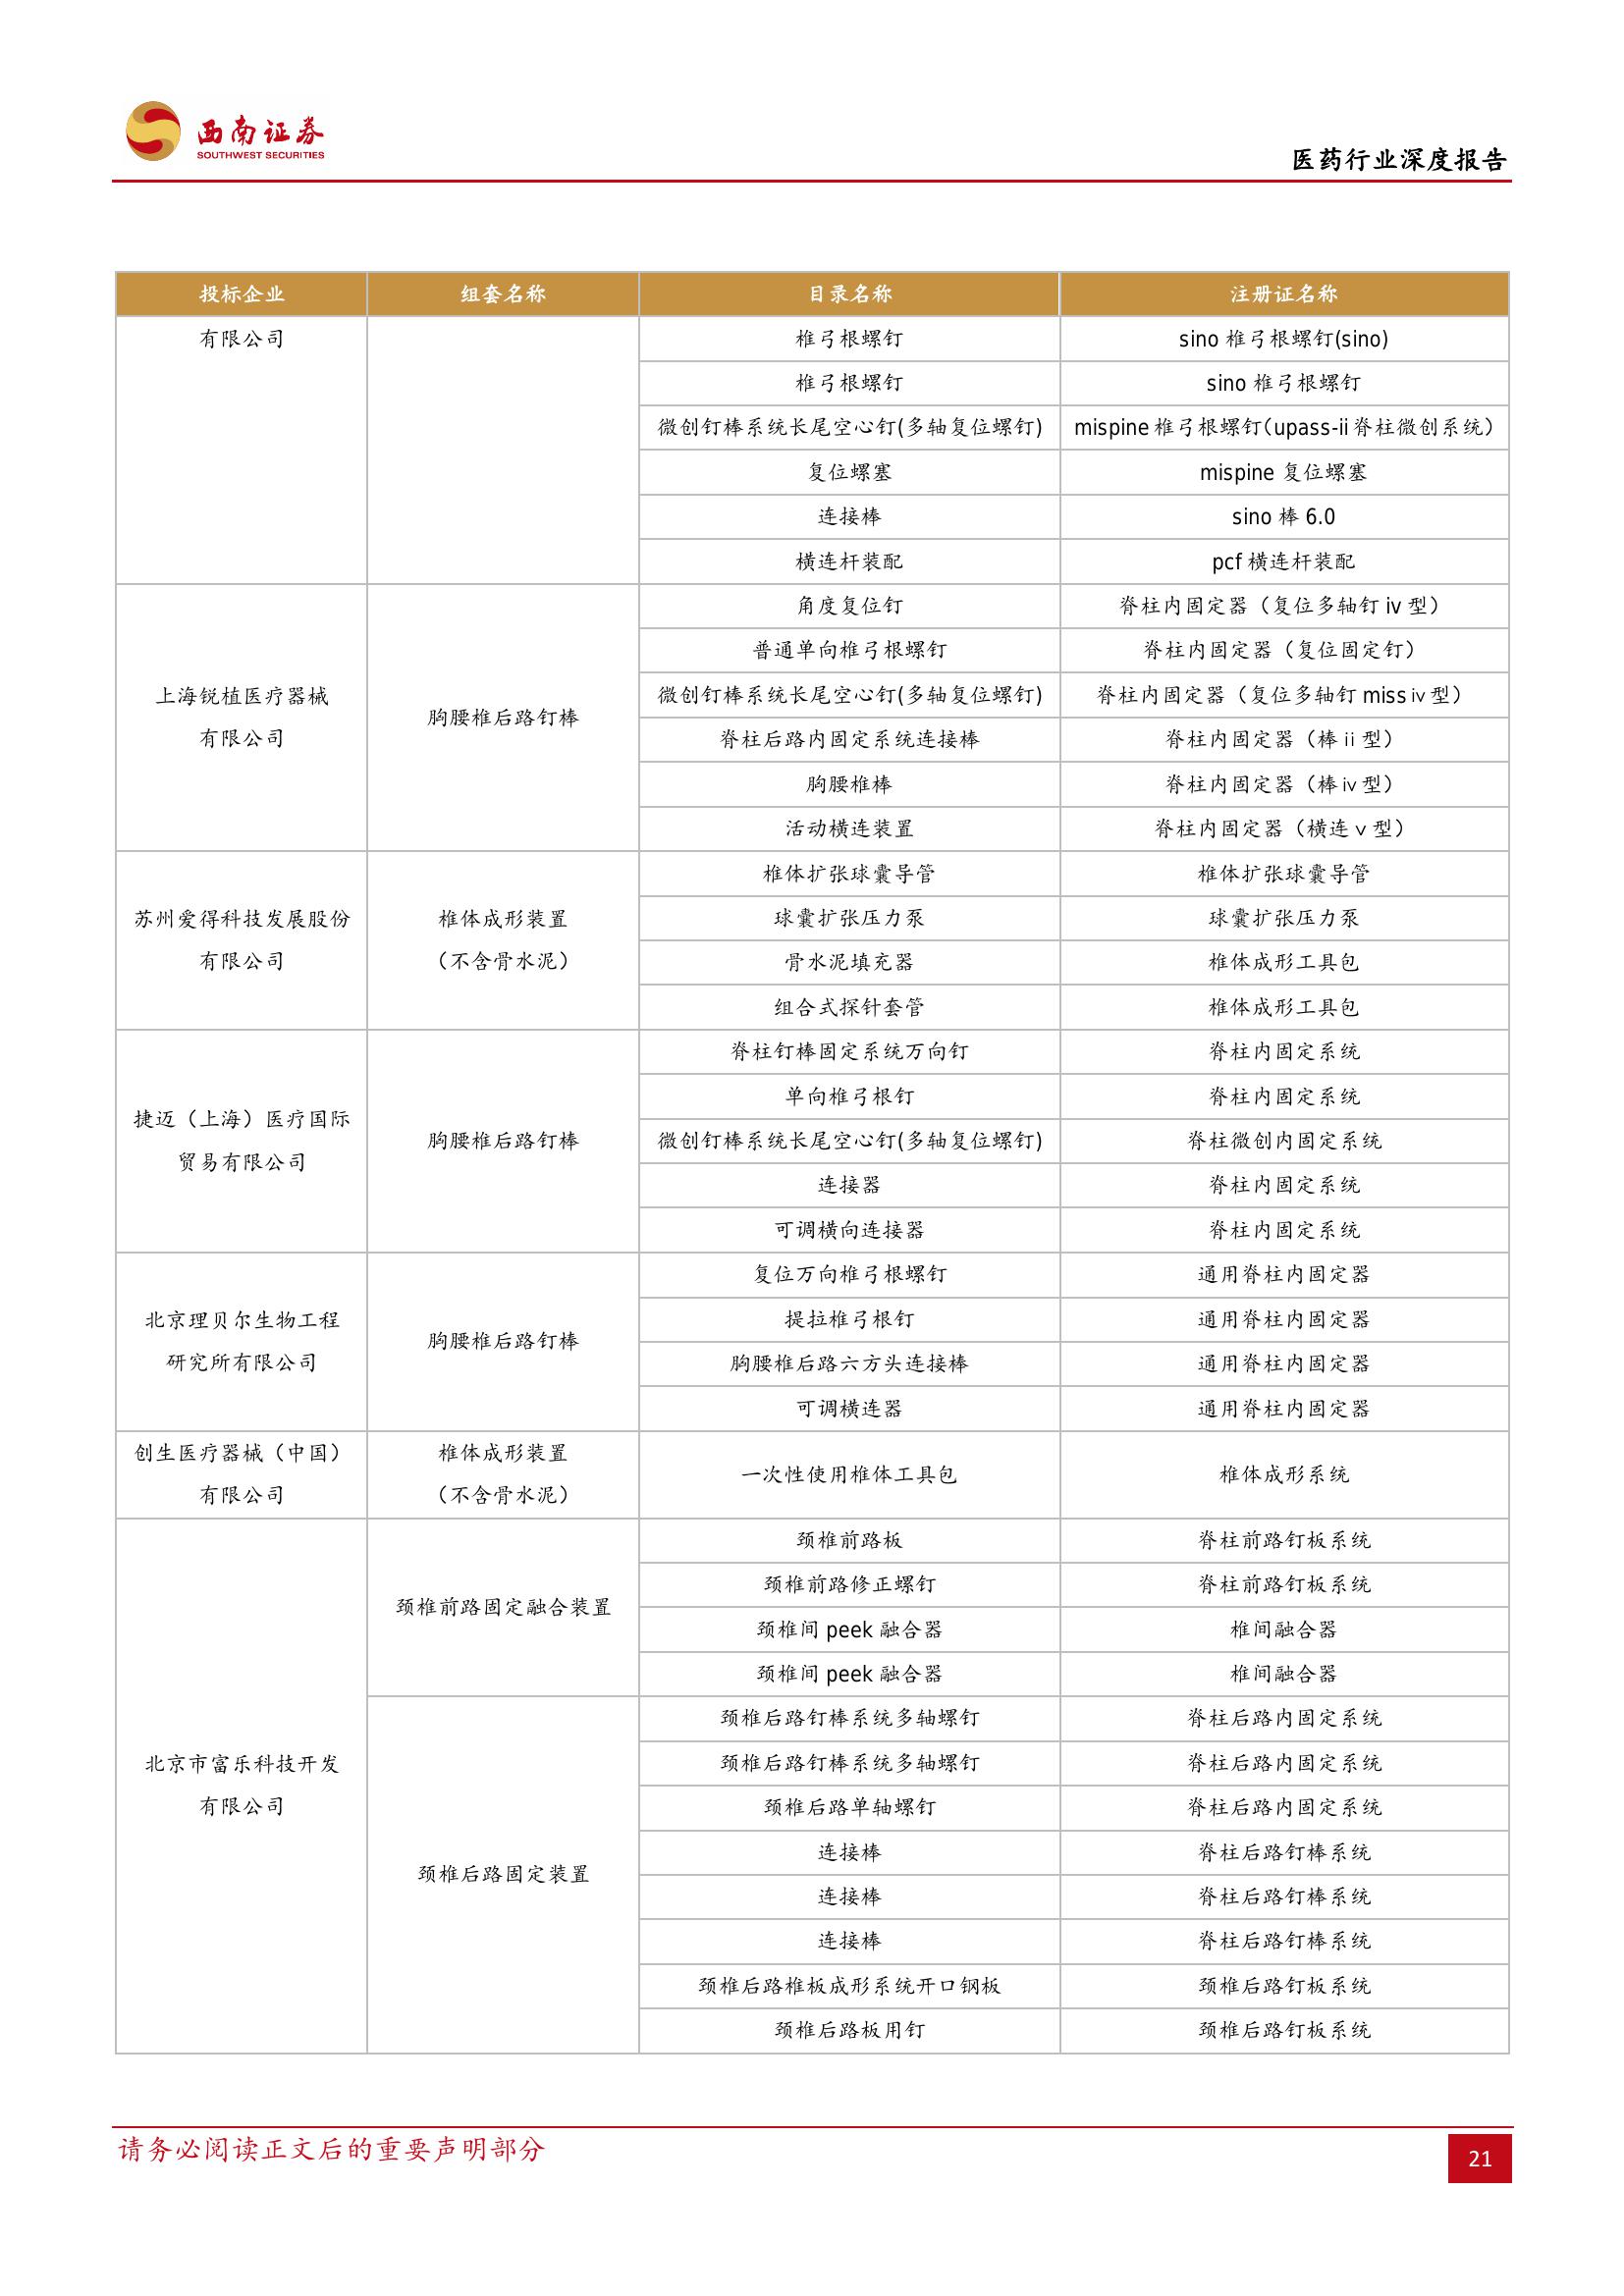 西南证券
SOUTHWEST SECURITIES
医药行业深度报告
投标企业 组套名称 目录名称 注册证名称
有限公司
椎弓根螺钉 sino 椎弓根螺钉(sino)
椎弓根螺钉 sino 椎弓根螺钉
微创钉棒系统长尾空心钉(多轴复位螺钉) mispine 椎弓根螺钉（upass-ii 脊柱微创系统）
复位螺塞 mispine 复位螺塞
连接棒 sino 棒 6.0
横连杆装配 pcf 横连杆装配
上海锐植医疗器械
有限公司
胸腰椎后路钉棒
角度复位钉 脊柱内固定器（复位多轴钉 iv 型）
普通单向椎弓根螺钉 脊柱内固定器（复位固定钉）
微创钉棒系统长尾空心钉(多轴复位螺钉) 脊柱内固定器（复位多轴钉 miss ⅳ 型）
脊柱后路内固定系统连接棒 脊柱内固定器（棒 ii 型）
胸腰椎棒 脊柱内固定器（棒 ⅳ 型）
活动横连装置 脊柱内固定器（横连 v 型）
苏州爱得科技发展股份
有限公司
椎体成形装置
（不含骨水泥）
椎体扩张球囊导管 椎体扩张球囊导管
球囊扩张压力泵 球囊扩张压力泵
骨水泥填充器 椎体成形工具包
组合式探针套管 椎体成形工具包
捷迈（上海）医疗国际
贸易有限公司
胸腰椎后路钉棒
脊柱钉棒固定系统万向钉 脊柱内固定系统
单向椎弓根钉 脊柱内固定系统
微创钉棒系统长尾空心钉(多轴复位螺钉) 脊柱微创内固定系统
连接器 脊柱内固定系统
可调横向连接器 脊柱内固定系统
北京理贝尔生物工程
研究所有限公司
胸腰椎后路钉棒
复位万向椎弓根螺钉 通用脊柱内固定器
提拉椎弓根钉 通用脊柱内固定器
胸腰椎后路六方头连接棒 通用脊柱内固定器
可调横连器 通用脊柱内固定器
创生医疗器械（中国）
有限公司
椎体成形装置
（不含骨水泥）
一次性使用椎体工具包 椎体成形系统
北京市富乐科技开发
有限公司
颈椎前路固定融合装置
颈椎前路板 脊柱前路钉板系统
颈椎前路修正螺钉 脊柱前路钉板系统
颈椎间 peek 融合器 椎间融合器
颈椎间 peek 融合器 椎间融合器
颈椎后路固定装置
颈椎后路钉棒系统多轴螺钉 脊柱后路内固定系统
颈椎后路钉棒系统多轴螺钉 脊柱后路内固定系统
颈椎后路单轴螺钉 脊柱后路内固定系统
连接棒 脊柱后路钉棒系统
连接棒 脊柱后路钉棒系统
连接棒 脊柱后路钉棒系统
颈椎后路椎板成形系统开口钢板 颈椎后路钉板系统
颈椎后路板用钉 颈椎后路钉板系统
请务必阅读正文后的重要声明部分
21